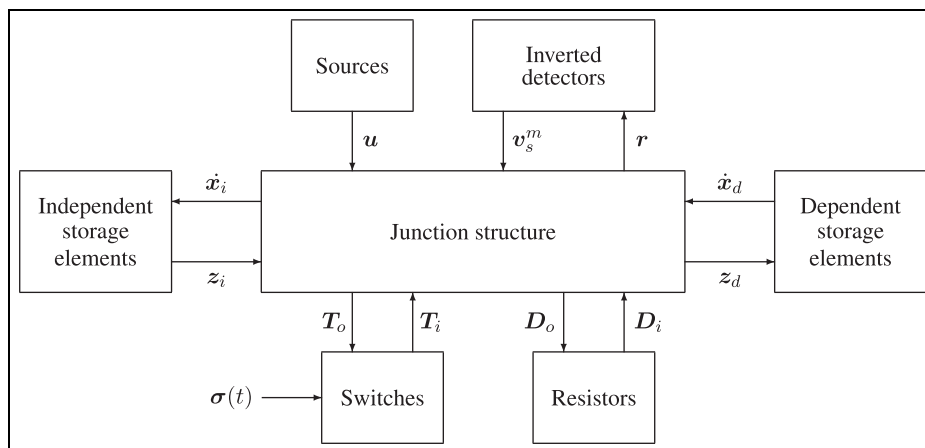 Sources
Inverted
detectors
u
v_s^m
r
ẋ_i
ẋ_d
Independent
storage
elements
Junction structure
Dependent
storage
elements
z_i
z_d
T_o
T_i
D_o
D_i
σ(t)
Switches
Resistors